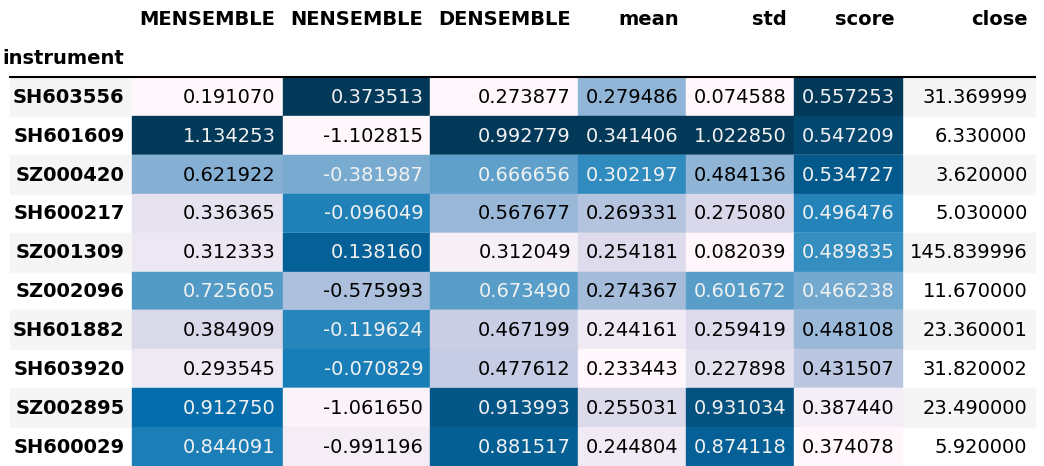 MENSEMBLE NENSEMBLE DENSEMBLE mean std score close
instrument
SH603556 0.191070 0.373513 0.273877 0.279486 0.074588 0.557253 31.369999
SH601609 1.134253 -1.102815 0.992779 0.341406 1.022850 0.547209 6.330000
SZ000420 0.621922 -0.381987 0.666656 0.302197 0.484136 0.534727 3.620000
SH600217 0.336365 -0.096049 0.567677 0.269331 0.275080 0.496476 5.030000
SZ001309 0.312333 0.138160 0.312049 0.254181 0.082039 0.489835 145.839996
SZ002096 0.725605 -0.575993 0.673490 0.274367 0.601672 0.466238 11.670000
SH601882 0.384909 -0.119624 0.467199 0.244161 0.259419 0.448108 23.360001
SH603920 0.293545 -0.070829 0.477612 0.233443 0.227898 0.431507 31.820002
SZ002895 0.912750 -1.061650 0.913993 0.255031 0.931034 0.387440 23.490000
SH600029 0.844091 -0.991196 0.881517 0.244804 0.874118 0.374078 5.920000